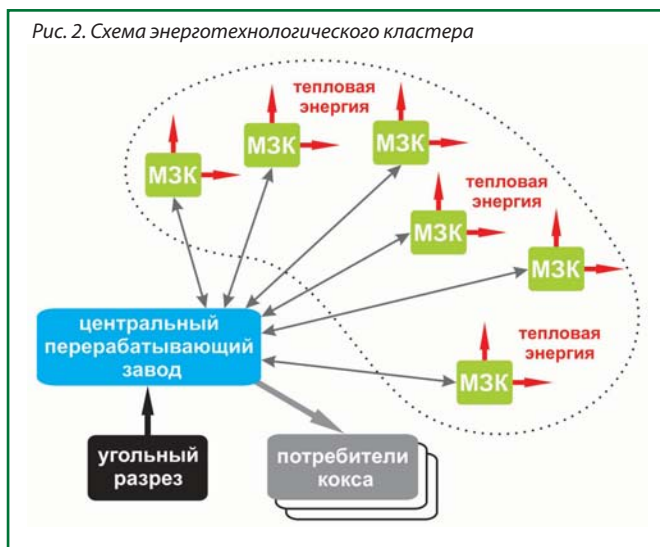 Рис. 2. Схема энерготехнологического кластера
тепловая
энергия
МЗК
МЗК
МЗК
тепловая
энергия
МЗК
МЗК
тепловая
энергия
МЗК
центральный
перерабатывающий
завод
угольный
разрез
потребители
кокса